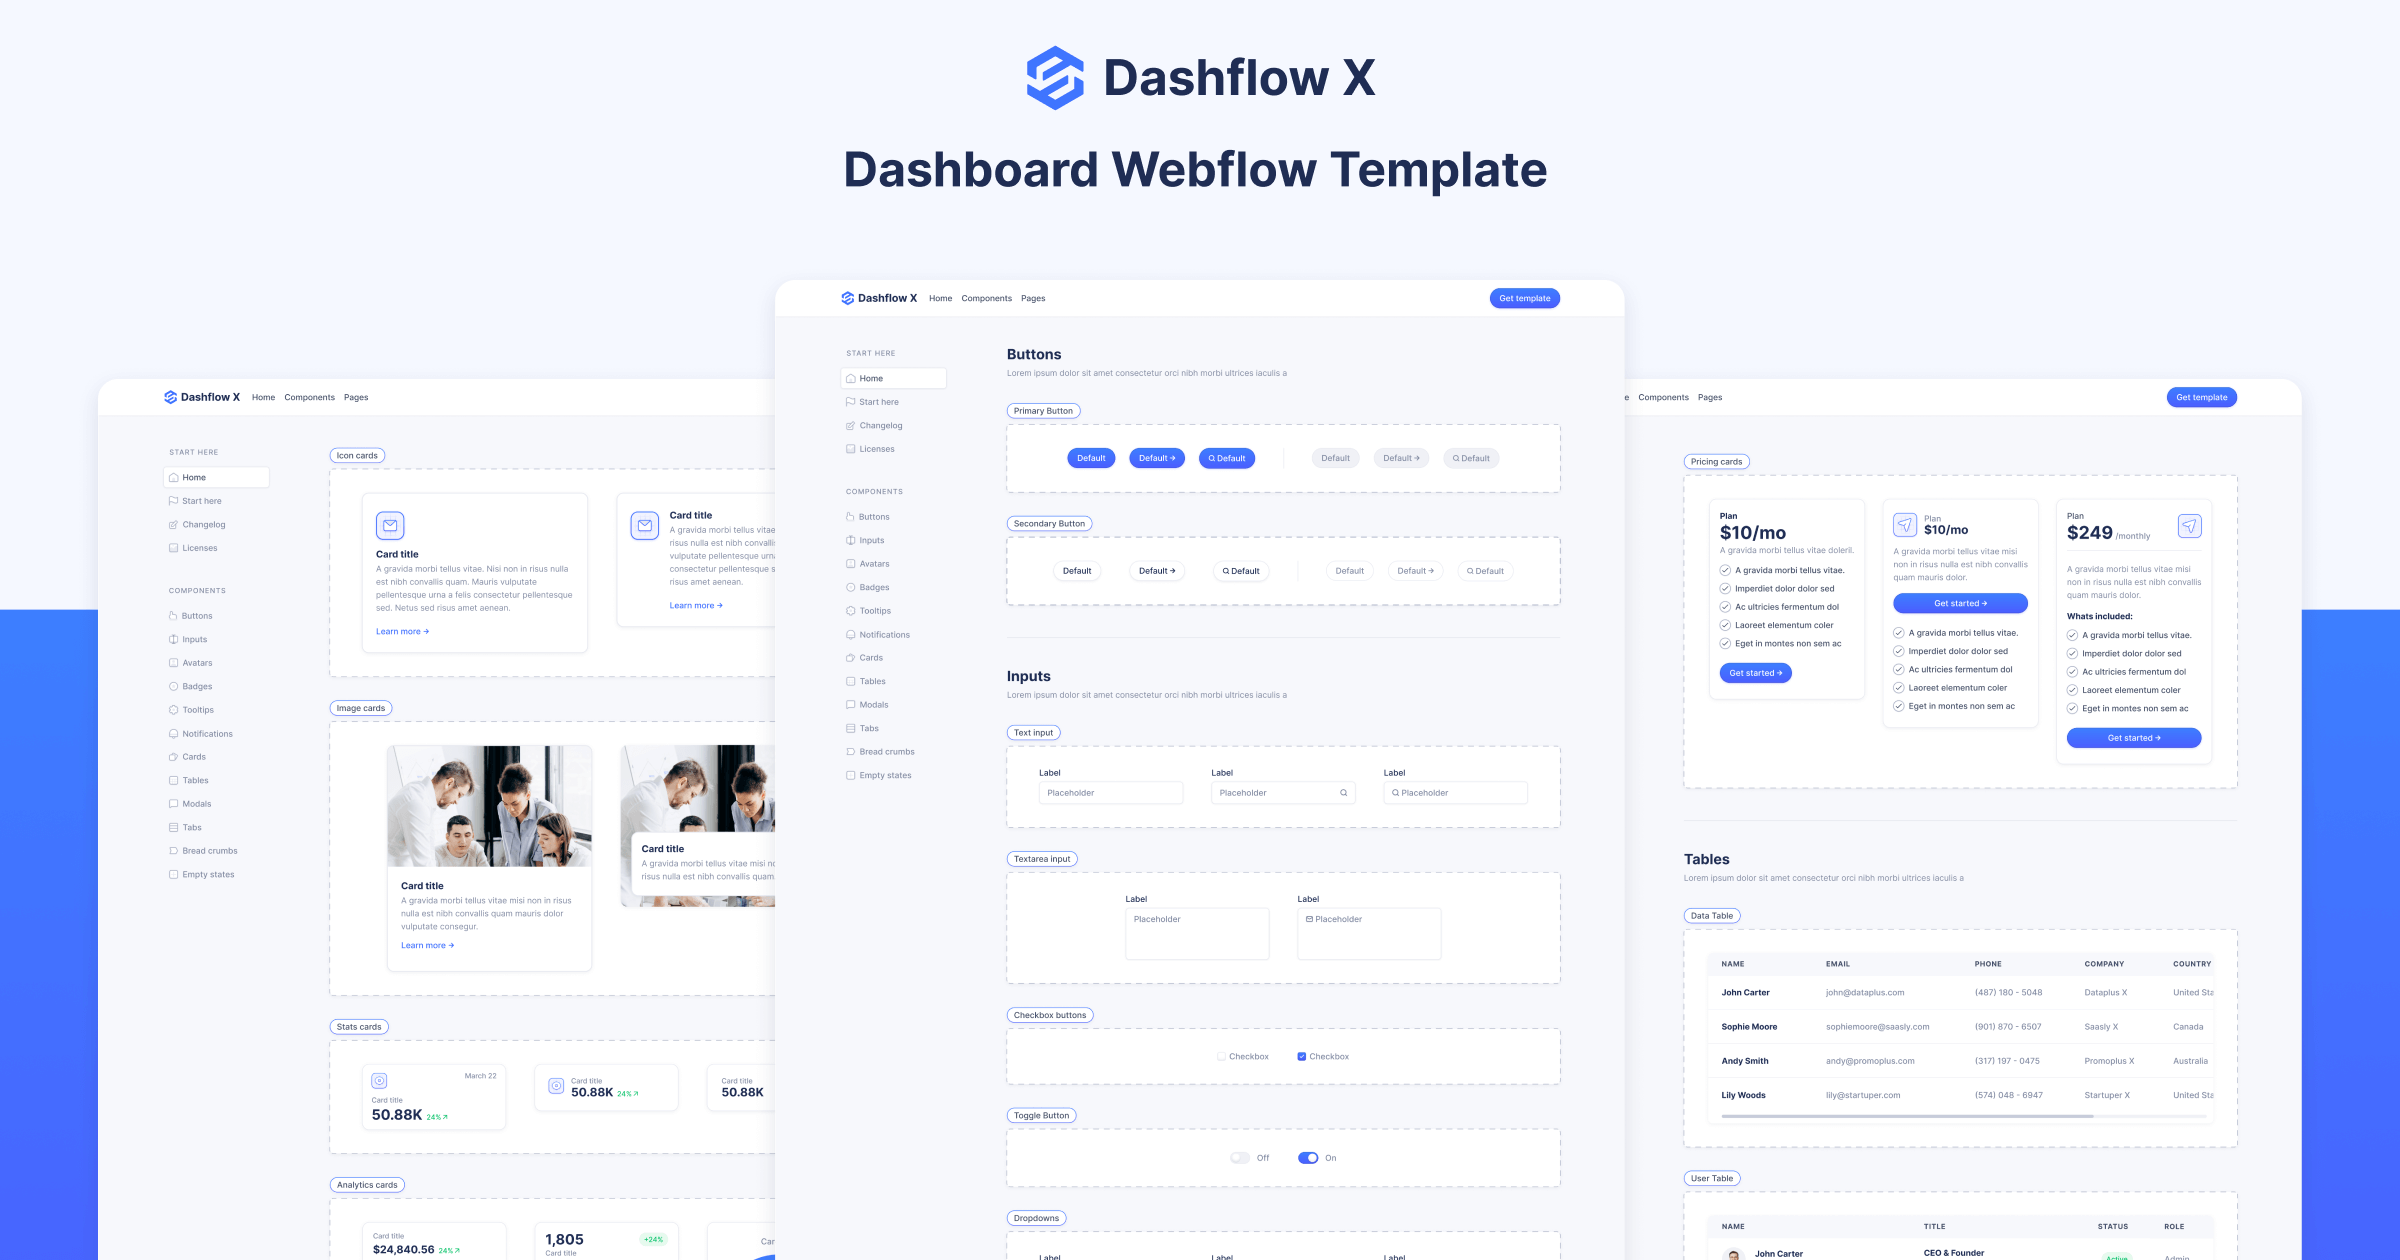 Dashflow X
Dashboard Webflow Template
Dashflow X
Home
Components
Pages
START HERE
Home
Start here
Changelog
Licenses
COMPONENTS
Buttons
Inputs
Avatars
Badges
Tooltips
Notifications
Cards
Tables
Modals
Tabs
Bread crumbs
Empty states
Icon cards
Card title
A gravida morbi tellus vitae. Nisi non in risus nulla
est nibh convallis quam. Mauris vulputate
pellentesque urna a felis consectetur pellentesque
sed. Netus sed risus amet aenean.
Learn more →
Card title
A gravida morbi tellus vitae
risus nulla est nibh convallis
vulputate pellentesque urna
consectetur pellentesque s
risus amet aenean.
Learn more →
Image cards
Card title
A gravida morbi tellus vitae misi non in risus
nulla est nibh convallis quam mauris dolor
vulputate consegur.
Learn more →
Card title
A gravida morbi tellus vitae misi no
risus nulla est nibh convallis quam
Stats cards
March 22
Card title
50.88K 24%↗
Card title
50.88K 24%↗
Card title
50.88K
Analytics cards
Card title
$24,840.56 24%↗
1,805
+24%
Card title
Car
Dashflow X
Home
Components
Pages
Get template
START HERE
Home
Start here
Changelog
Licenses
COMPONENTS
Buttons
Inputs
Avatars
Badges
Tooltips
Notifications
Cards
Tables
Modals
Tabs
Bread crumbs
Empty states
Buttons
Lorem ipsum dolor sit amet consectetur orci nibh morbi ultrices iaculis a
Primary Button
Default
Default →
Default
Default
Default →
Default
Secondary Button
Default
Default →
Default
Default
Default →
Default
Inputs
Lorem ipsum dolor sit amet consectetur orci nibh morbi ultrices iaculis a
Text input
Label
Placeholder
Label
Placeholder
Label
Placeholder
Textarea input
Label
Placeholder
Label
Placeholder
Checkbox buttons
Checkbox
Checkbox
Toggle Button
Off
On
Dropdowns
Label
Label
Label
e
Components
Pages
Get template
Pricing cards
Plan
$10/mo
A gravida morbi tellus vitae dolerli.
A gravida morbi tellus vitae.
Imperdiet dolor dolor sed
Ac ultricies fermentum dol
Laoreet elementum coler
Eget in montes non sem ac
Get started →
Plan
$10/mo
A gravida morbi tellus vitae misi
non in risus nulla est nibh convallis
quam mauris dolor.
Get started →
A gravida morbi tellus vitae.
Imperdiet dolor dolor sed
Ac ultricies fermentum dol
Laoreet elementum coler
Eget in montes non sem ac
Plan
$249 /monthly
A gravida morbi tellus vitae misi
non in risus nulla est nibh convallis
quam mauris dolor.
Whats included:
A gravida morbi tellus vitae.
Imperdiet dolor dolor sed
Ac ultricies fermentum dol
Laoreet elementum coler
Eget in montes non sem ac
Get started →
Tables
Lorem ipsum dolor sit amet consectetur orci nibh morbi ultrices iaculis a
Data Table
NAME EMAIL PHONE COMPANY COUNTRY
John Carter john@dataplus.com (487) 180 - 5048 Dataplus X United Sta
Sophie Moore sophiemoore@saasly.com (901) 870 - 6507 Saasly X Canada
Andy Smith andy@promoplus.com (317) 197 - 0475 Promoplus X Australia
Lily Woods lily@startuper.com (574) 048 - 6947 Startuper X United Sta
User Table
NAME TITLE STATUS ROLE
John Carter CEO & Founder Active Admin